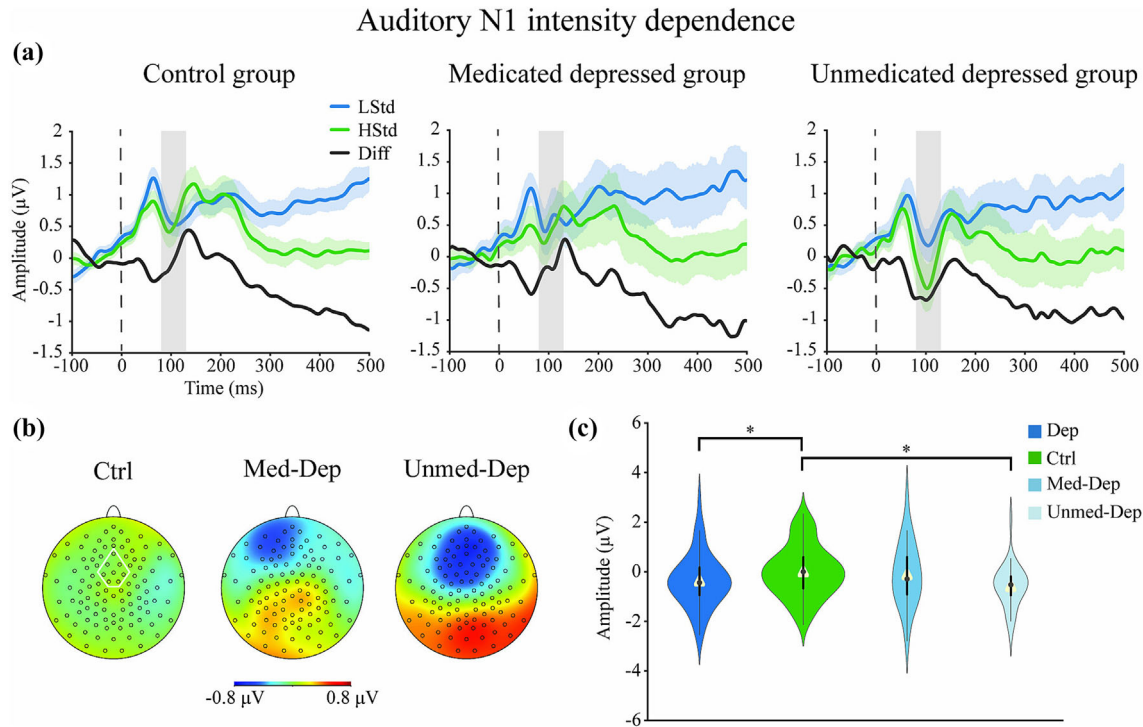 Auditory N1 intensity dependence
(a)
Control group
Medicated depressed group
Unmedicated depressed group
LStd
HStd
Diff
Amplitude (µV)
2
1.5
1
0.5
0
-0.5
-1
-1.5
-100 0 100 200 300 400 500
Time (ms)
2
1.5
1
0.5
0
-0.5
-1
-1.5
-100 0 100 200 300 400 500
2
1.5
1
0.5
0
-0.5
-1
-1.5
-100 0 100 200 300 400 500
(b)
Ctrl
Med-Dep
Unmed-Dep
-0.8 µV
0.8 µV
(c)
Amplitude (µV)
6
4
2
0
-2
-4
-6
*
*
Dep
Ctrl
Med-Dep
Unmed-Dep